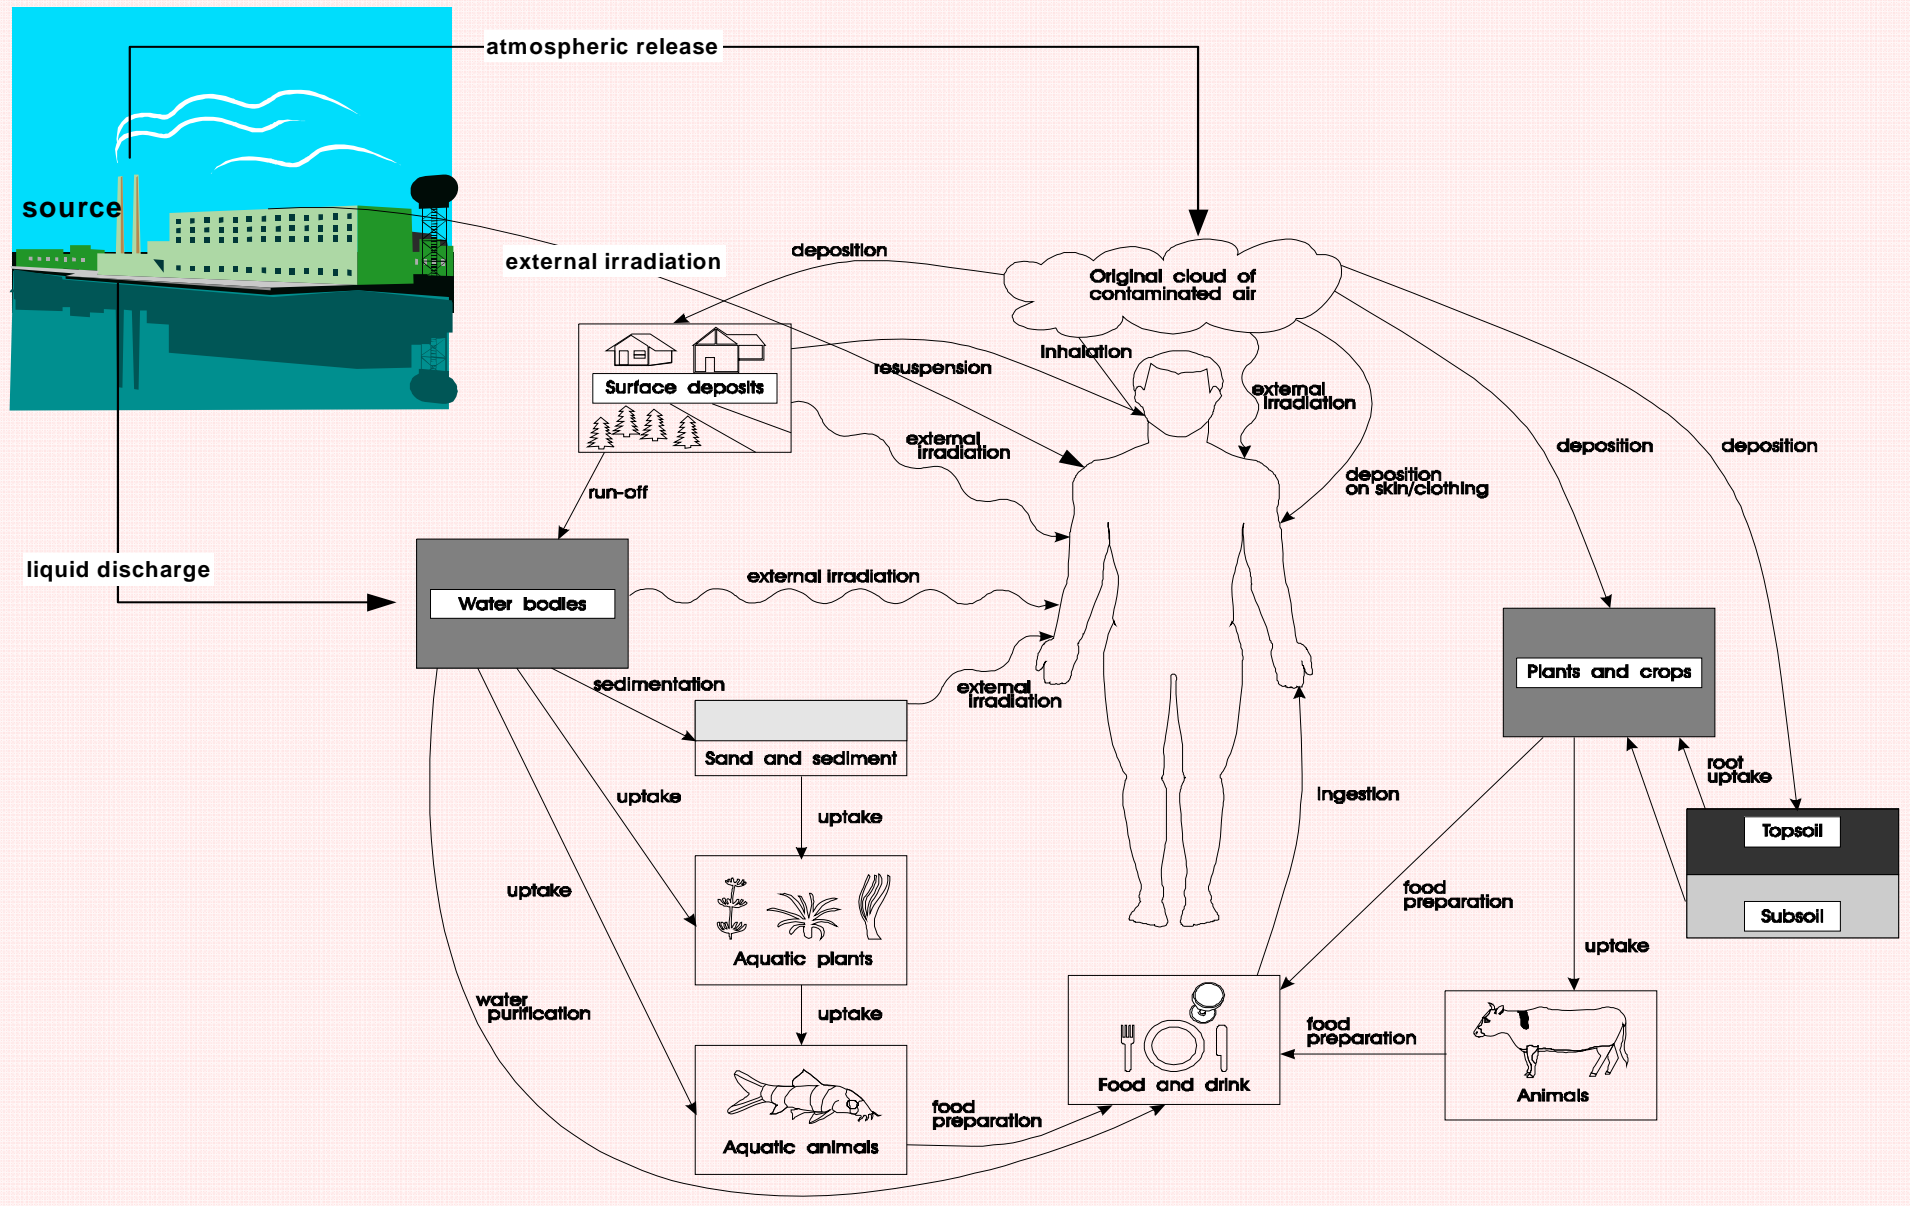 atmospheric release
source
external irradiation
deposition
Original cloud of
contaminated air
Inhalation
resuspension
Surface deposits
external
irradiation
external
irradiation
deposition
on skin/clothing
deposition
deposition
run-off
liquid discharge
Water bodies
external irradiation
sedimentation
external
irradiation
Sand and sediment
Plants and crops
root
uptake
uptake
uptake
Ingestion
Topsoil
Subsoil
uptake
food
preparation
uptake
Aquatic plants
water
purification
uptake
food
preparation
Food and drink
Animals
food
preparation
Aquatic animals